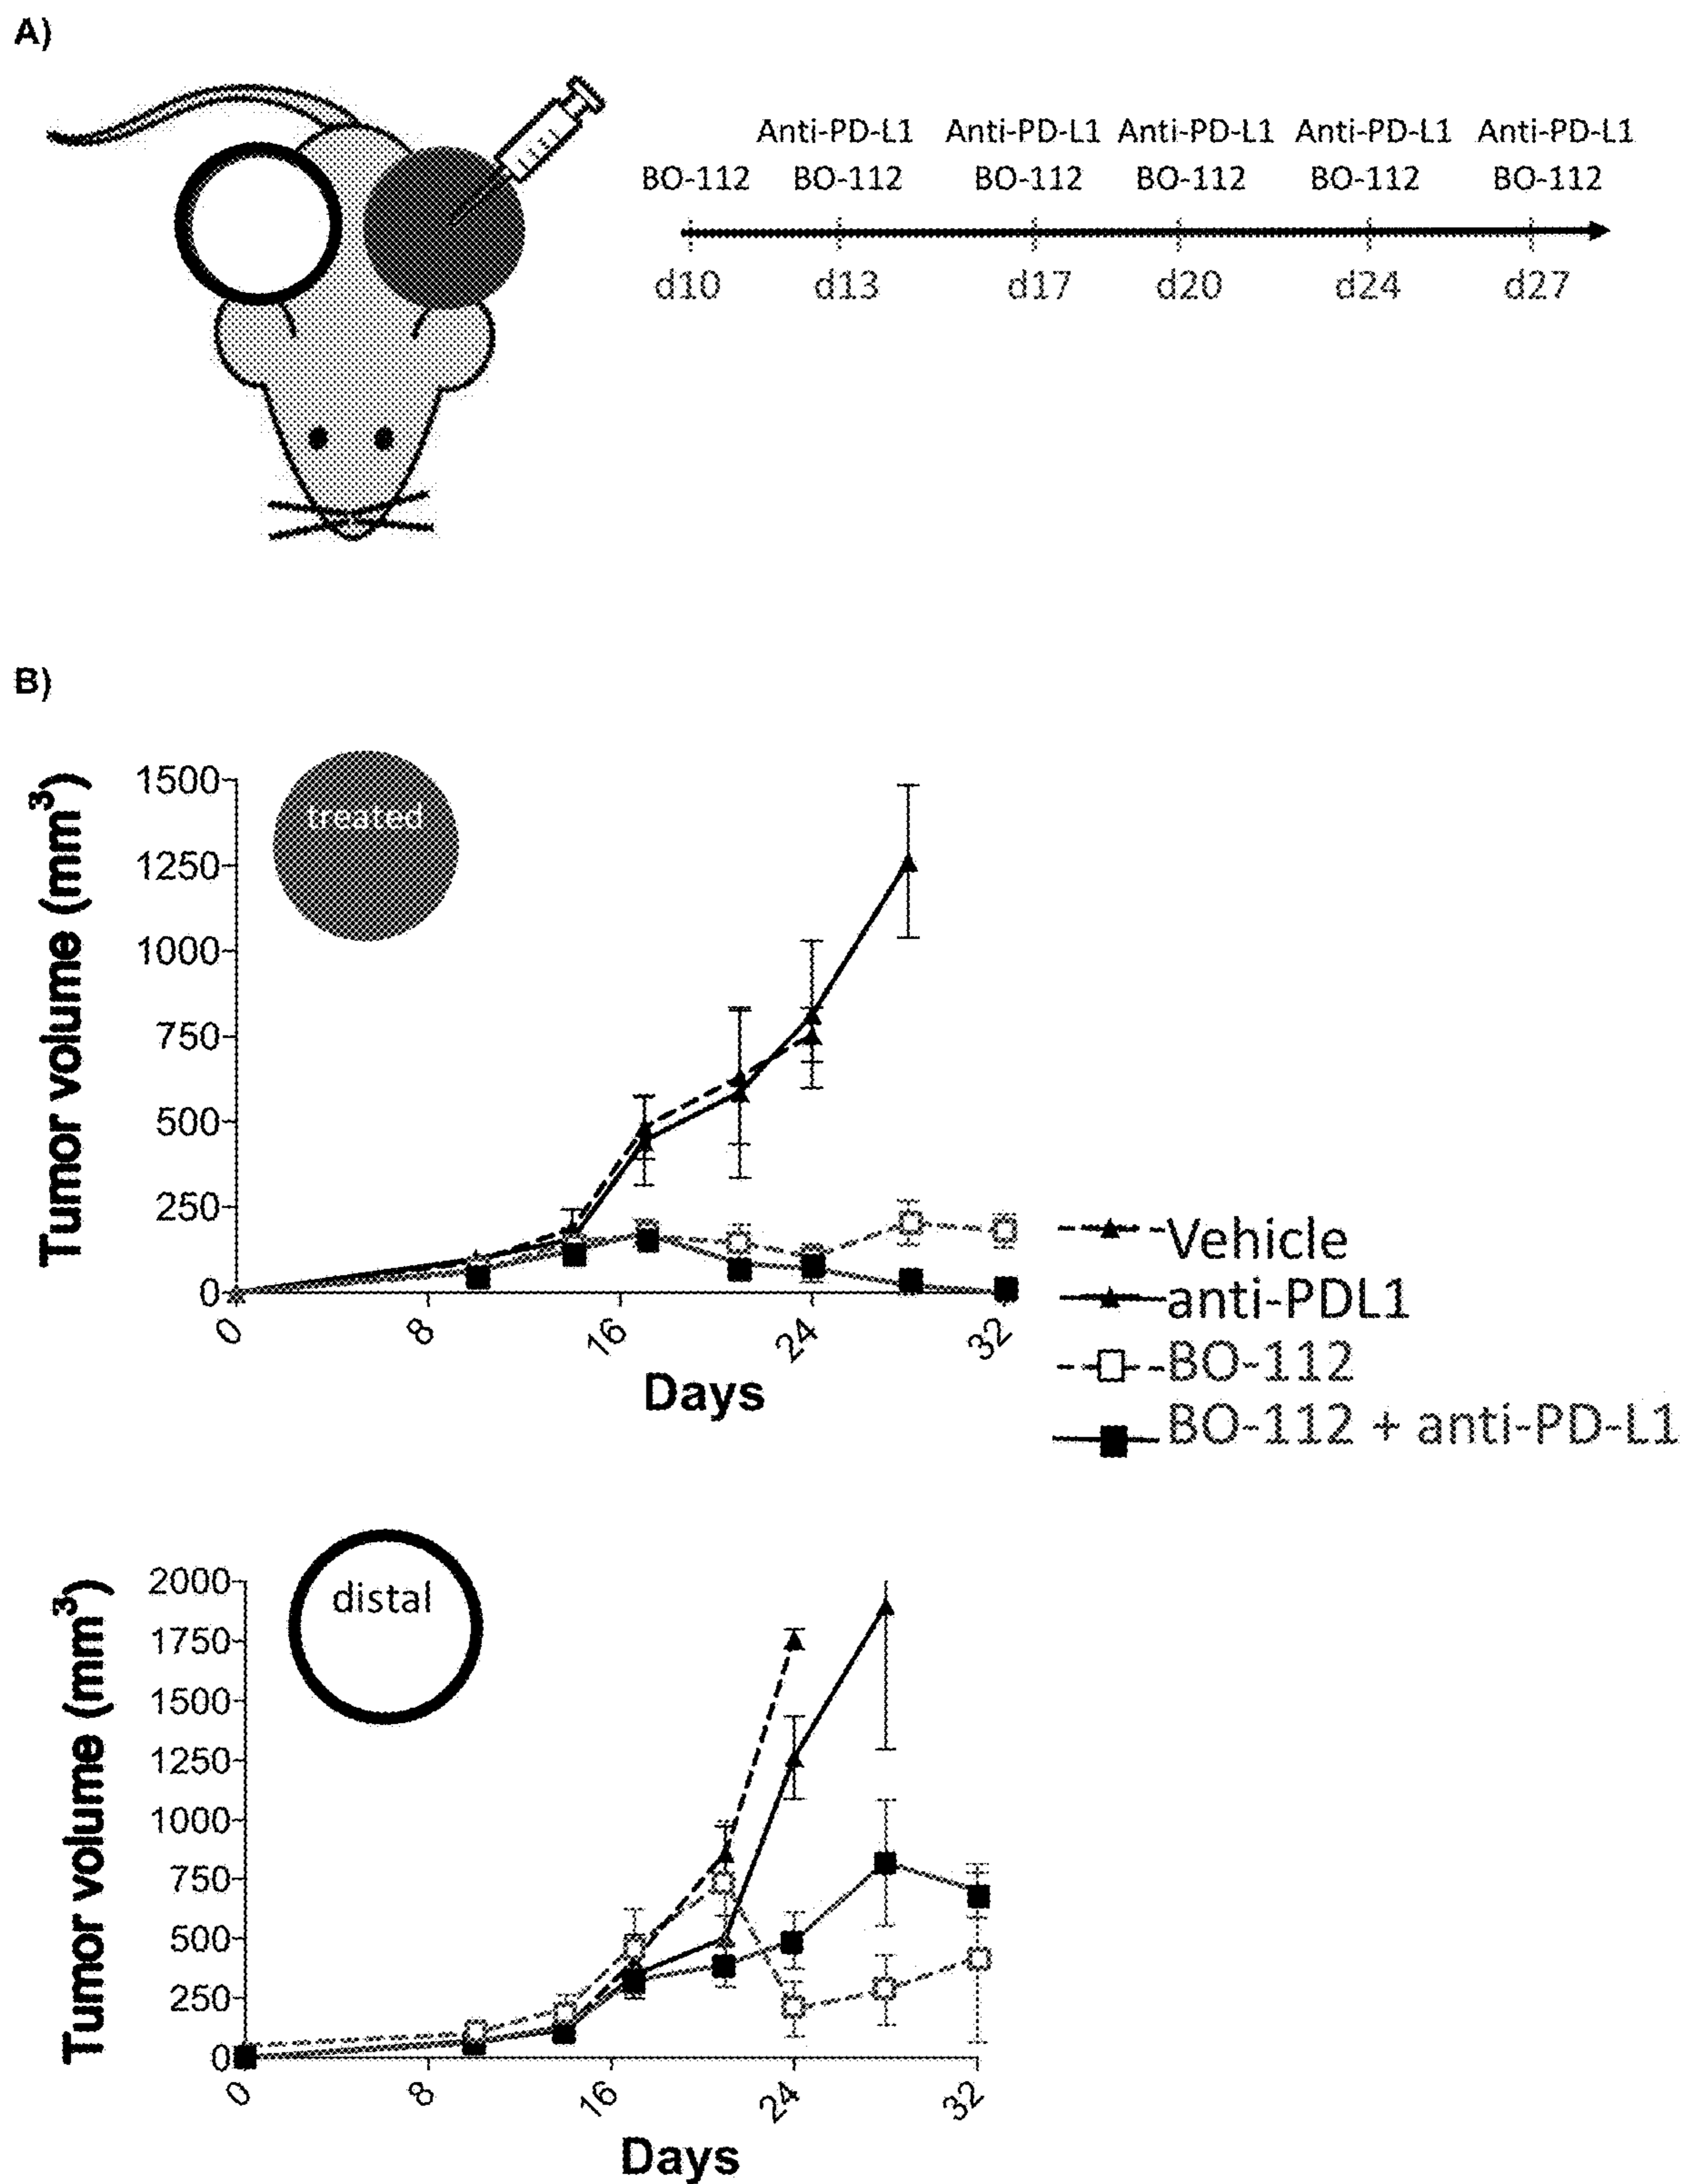 A)
Anti-PD-L1 Anti-PD-L1 Anti-PD-L1 Anti-PD-L1 Anti-PD-L1
BO-112 BO-112 BO-112 BO-112 BO-112 BO-112
d10 d13 d17 d20 d24 d27
B)
treated
Tumor volume (mm³)
1500
1250
1000
750
500
250
0
0 8 16 24 32
Days
Vehicle
anti-PDL1
BO-112
BO-112 + anti-PD-L1
distal
Tumor volume (mm³)
2000
1750
1500
1250
1000
750
500
250
0
0 8 16 24 32
Days